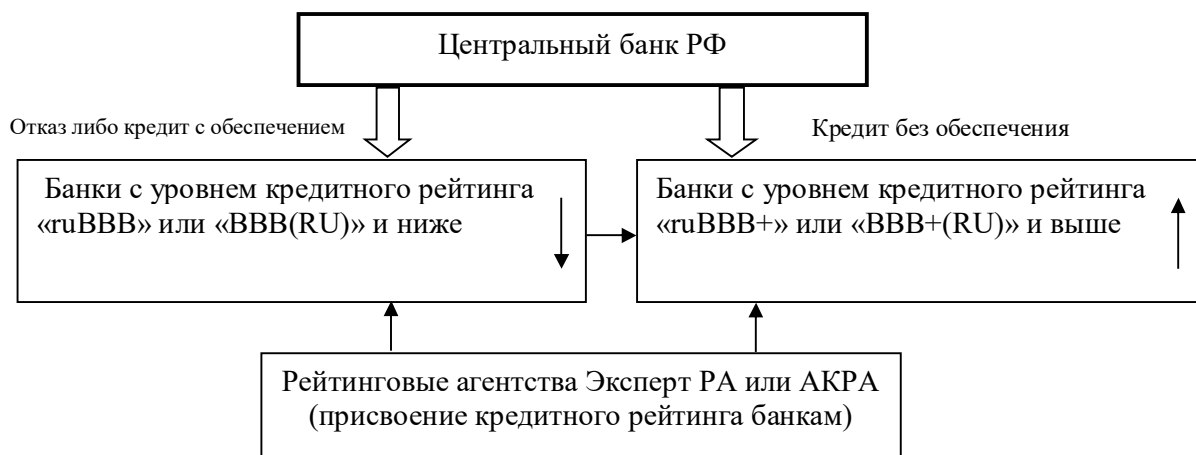 Центральный банк РФ
Отказ либо кредит с обеспечением
Кредит без обеспечения
Банки с уровнем кредитного рейтинга
«ruBBB» или «BBB(RU)» и ниже
Банки с уровнем кредитного рейтинга
«ruBBB+» или «BBB+(RU)» и выше
Рейтинговые агентства Эксперт РА или АКРА
(присвоение кредитного рейтинга банкам)